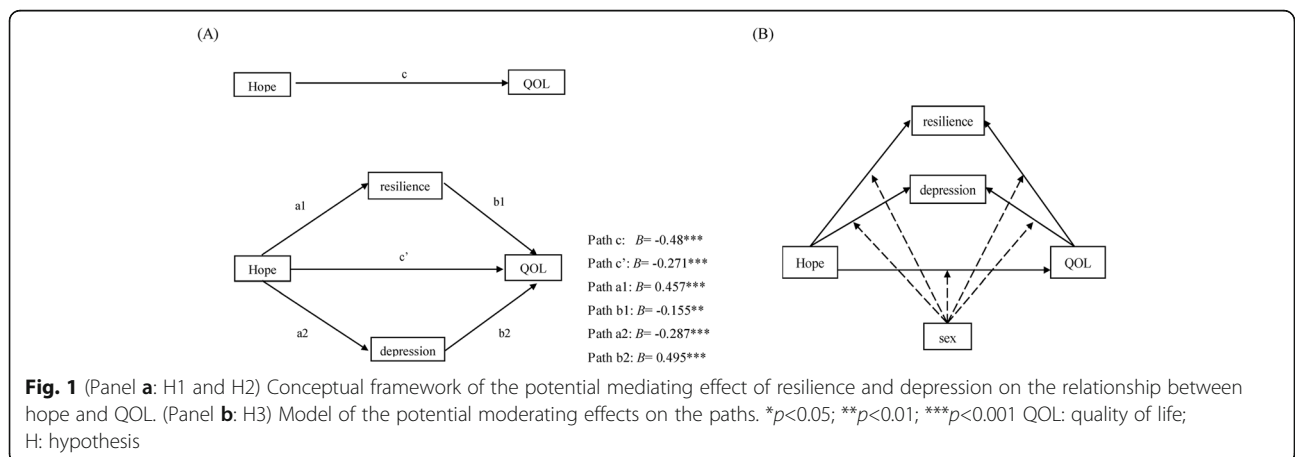 (A)
(B)
c
Hope
QOL
resilience
a1
b1
Hope
c'
QOL
a2
b2
depression
Path c: B= -0.48***
Path c’: B= -0.271***
Path a1: B= 0.457***
Path b1: B= -0.155**
Path a2: B= -0.287***
Path b2: B= 0.495***
resilience
depression
Hope
QOL
sex
Fig. 1 (Panel a: H1 and H2) Conceptual framework of the potential mediating effect of resilience and depression on the relationship between
hope and QOL. (Panel b: H3) Model of the potential moderating effects on the paths. *p<0.05; **p<0.01; ***p<0.001 QOL: quality of life;
H: hypothesis